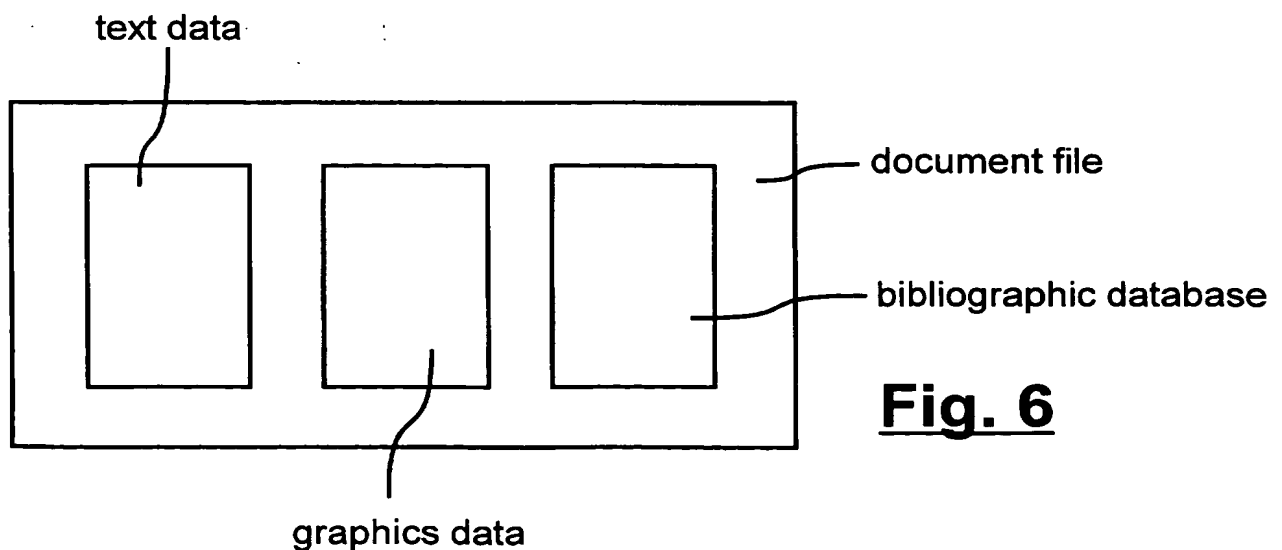 text data
document file
bibliographic database
Fig. 6
graphics data